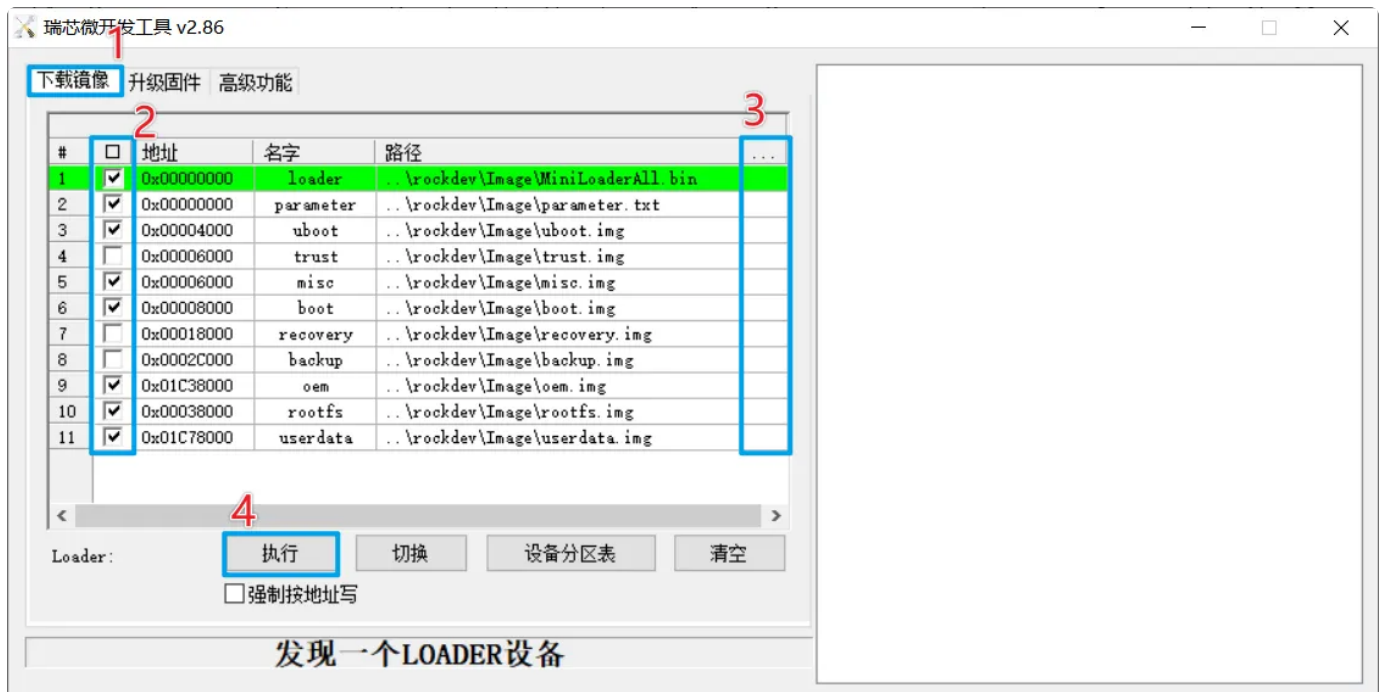 瑞芯微开发工具 v2.86
1
下载镜像 升级固件 高级功能
2 3
# 地址 名字 路径 ...
1 0x00000000 loader ..\rockdev\Image\MiniLoaderAll.bin
2 0x00000000 parameter ..\rockdev\Image\parameter.txt
3 0x00004000 uboot ..\rockdev\Image\uboot.img
4 0x00006000 trust ..\rockdev\Image\trust.img
5 0x00006000 misc ..\rockdev\Image\misc.img
6 0x00008000 boot ..\rockdev\Image\boot.img
7 0x00018000 recovery ..\rockdev\Image\recovery.img
8 0x0002C000 backup ..\rockdev\Image\backup.img
9 0x01C38000 oem ..\rockdev\Image\oem.img
10 0x00038000 rootfs ..\rockdev\Image\rootfs.img
11 0x01C78000 userdata ..\rockdev\Image\userdata.img
4
Loader: 执行 切换 设备分区表 清空
强制按地址写
发现一个LOADER设备